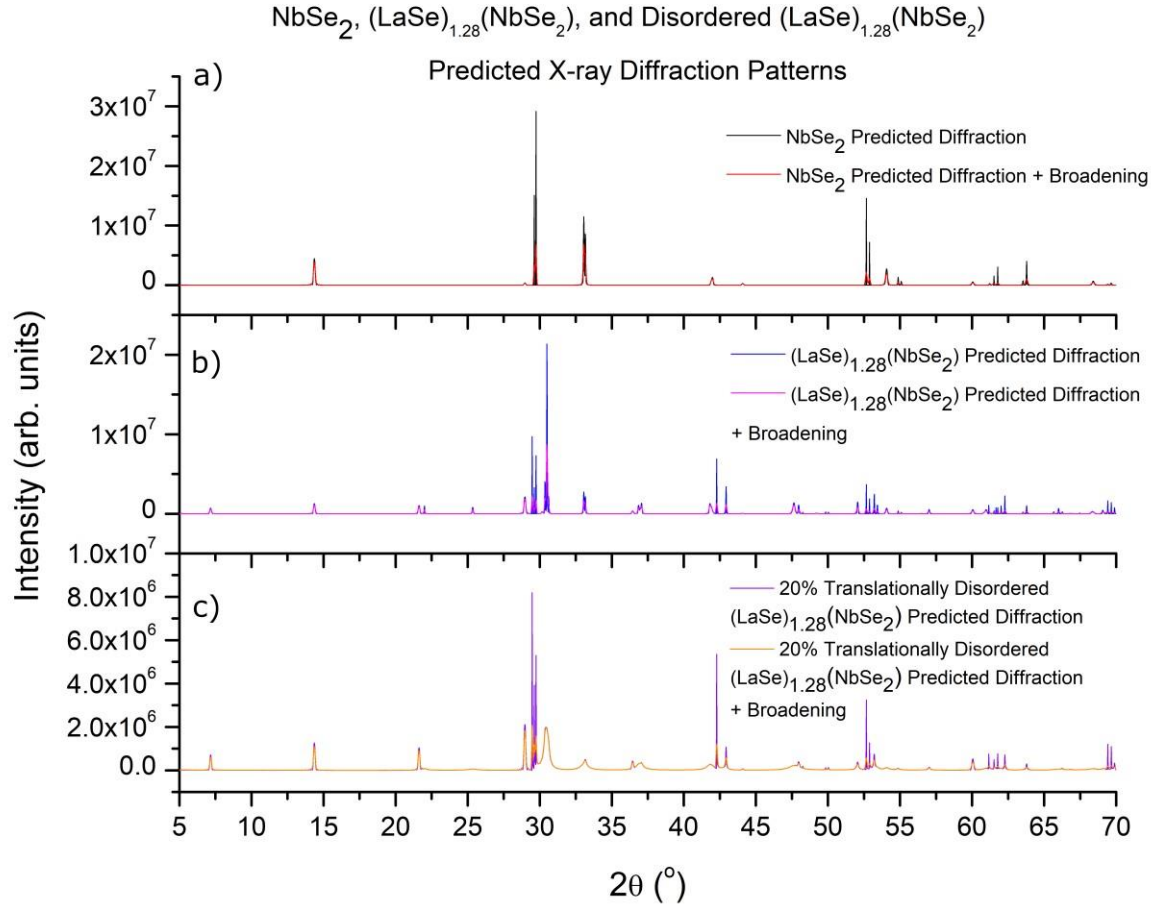 NbSe2, (LaSe)1.28(NbSe2), and Disordered (LaSe)1.28(NbSe2)
Predicted X-ray Diffraction Patterns
a)
3x10^7
2x10^7
1x10^7
0
NbSe2 Predicted Diffraction
NbSe2 Predicted Diffraction + Broadening
b)
2x10^7
1x10^7
0
(LaSe)1.28(NbSe2) Predicted Diffraction
(LaSe)1.28(NbSe2) Predicted Diffraction
+ Broadening
c)
1.0x10^7
8.0x10^6
6.0x10^6
4.0x10^6
2.0x10^6
0.0
20% Translationally Disordered
(LaSe)1.28(NbSe2) Predicted Diffraction
20% Translationally Disordered
(LaSe)1.28(NbSe2) Predicted Diffraction
+ Broadening
Intensity (arb. units)
5 10 15 20 25 30 35 40 45 50 55 60 65 70
2θ (°)